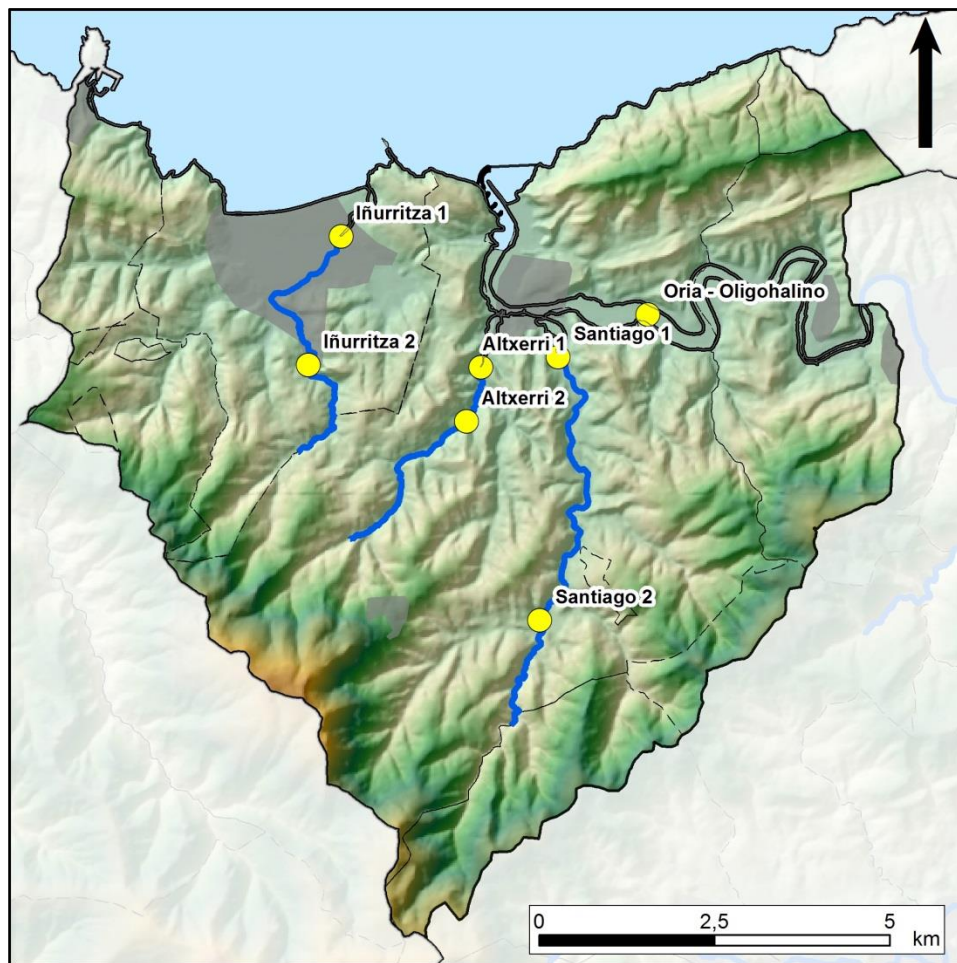 Iñurritza 1
Oria - Oligohalino
Santiago 1
Iñurritza 2
Altxerri 1
Altxerri 2
Santiago 2
0
2,5
5
km